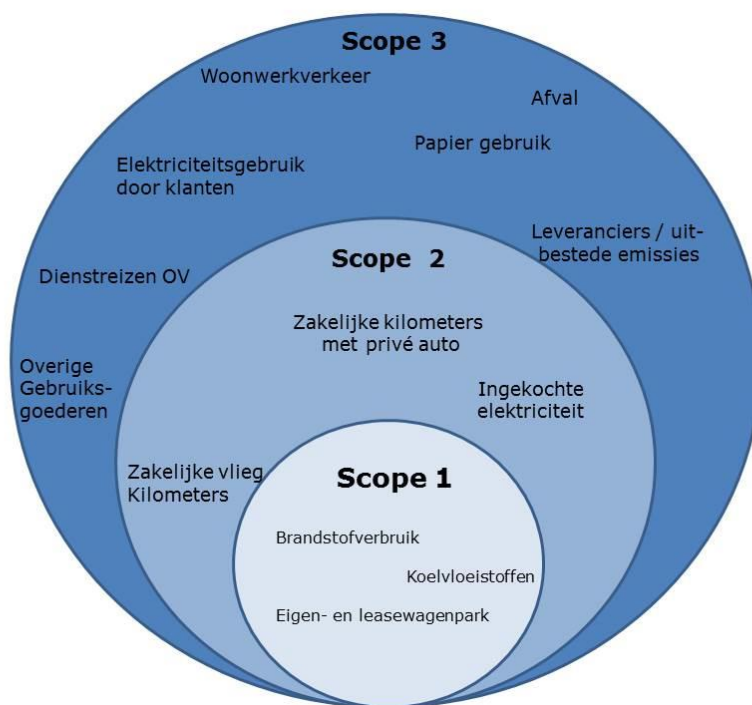 Scope 3
Woonwerkverkeer
Afval
Papier gebruik
Elektriciteitsgebruik
door klanten
Leveranciers / uit-
bestede emissies
Dienstreizen OV
Scope 2
Zakelijke kilometers
met privé auto
Overige
Gebruiks-
goederen
Ingekochte
elektriciteit
Zakelijke vlieg
Kilometers
Scope 1
Brandstofverbruik
Koelvloeistoffen
Eigen- en leasewagenpark